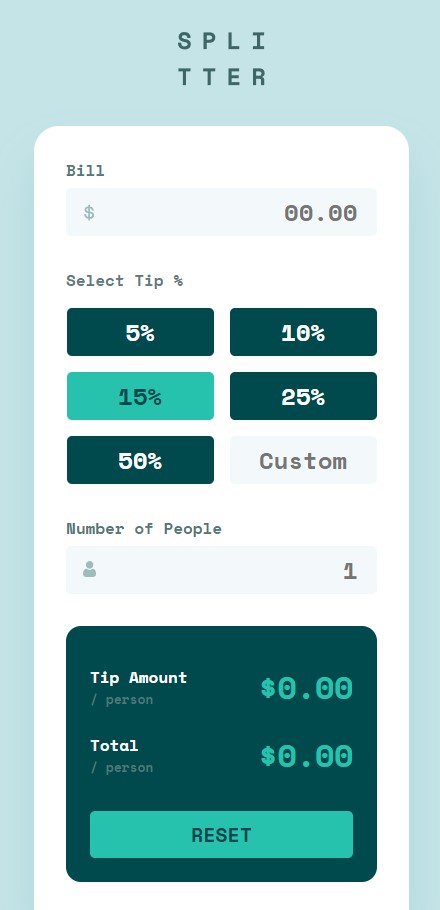 SPLI
TTER
Bill
$ 00.00
Select Tip %
5% 10%
15% 25%
50% Custom
Number of People
1
Tip Amount $0.00
/ person
Total $0.00
/ person
RESET